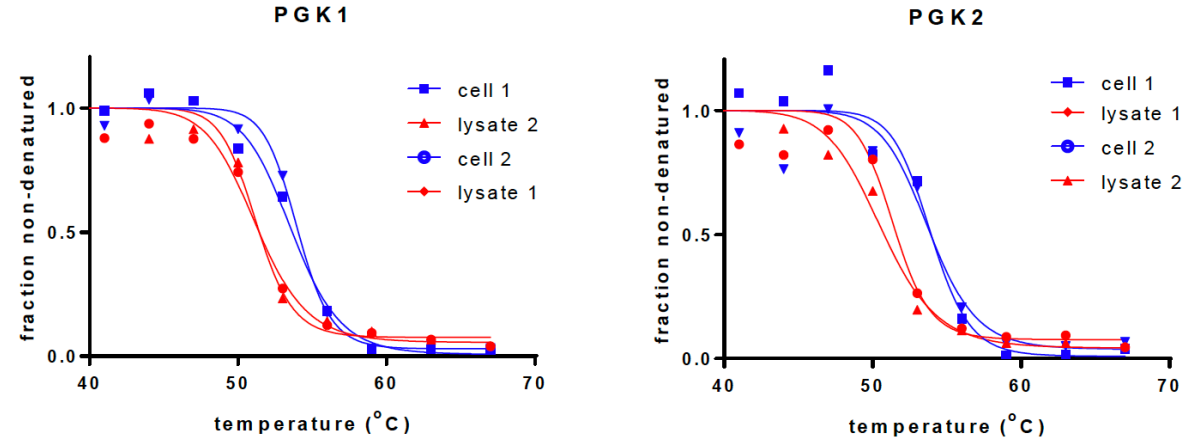 PGK1
fraction non-denatured
1.0
0.5
0.0
40
50
60
70
temperature (°C)
cell 1
lysate 2
cell 2
lysate 1
PGK2
fraction non-denatured
1.0
0.5
0.0
40
50
60
70
temperature (°C)
cell 1
lysate 1
cell 2
lysate 2